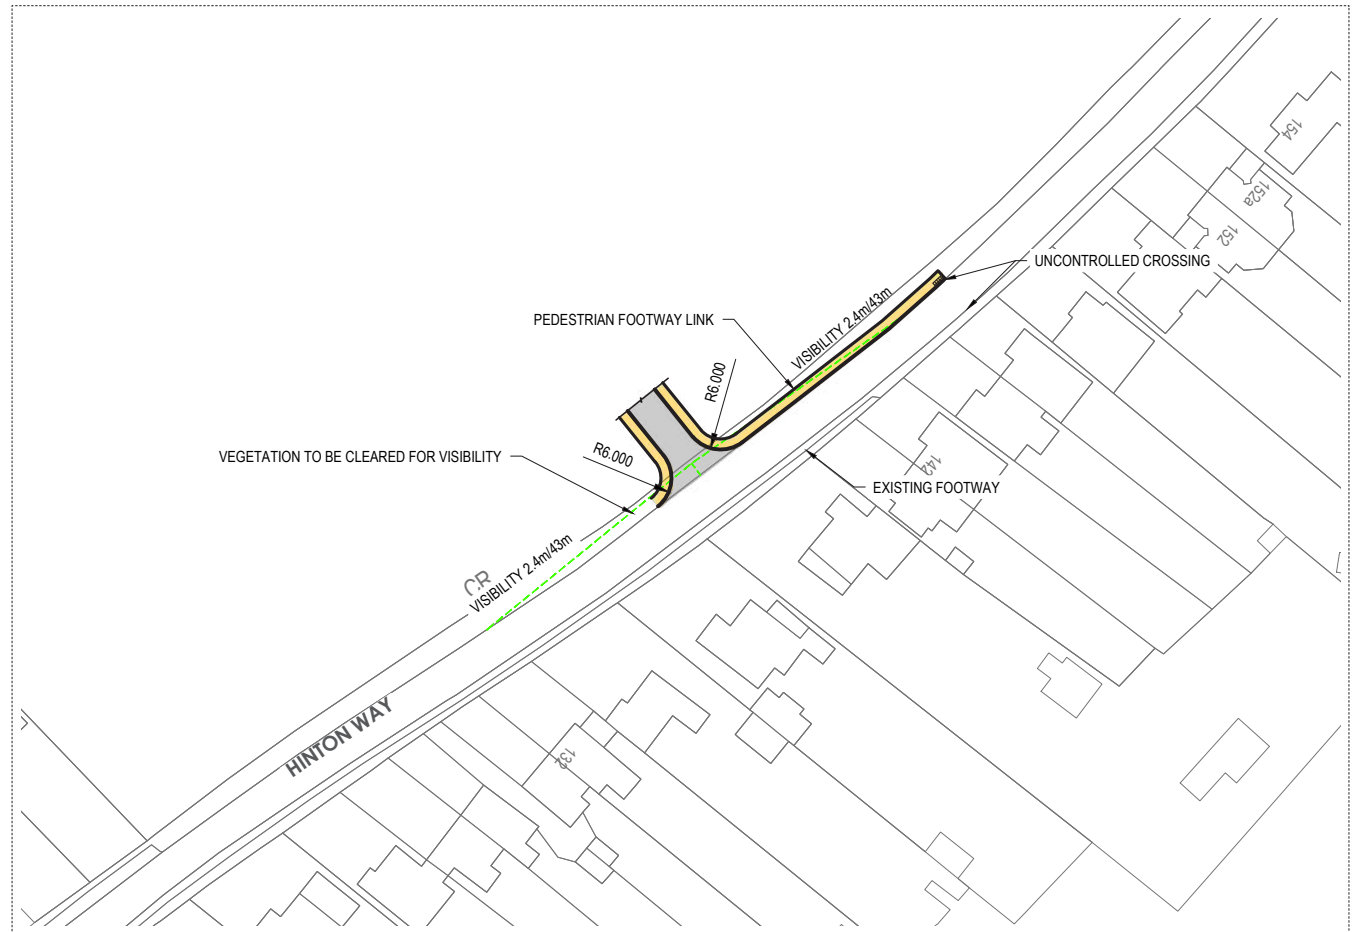 154
152a
152
UNCONTROLLED CROSSING
VISIBILITY 2.4m/43m
PEDESTRIAN FOOTWAY LINK
R6.000
R6.000
VEGETATION TO BE CLEARED FOR VISIBILITY
142
EXISTING FOOTWAY
VISIBILITY 2.4m/43m
CR
HINTON WAY
132